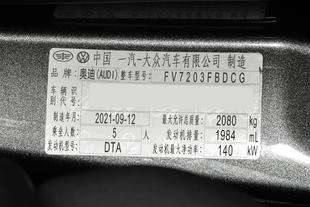 中国 一汽-大众汽车有限公司 制造
品牌: 奥迪(AUDI) 整车型号: FV7203FBDCG
车辆识
别代号:
制造年月 2021-09-12 最大允许总质量 2080 kg
乘坐人数 5 人 发动机排量 1984 mL
发动机型号 DTA 发动机最大净功率 140 kW